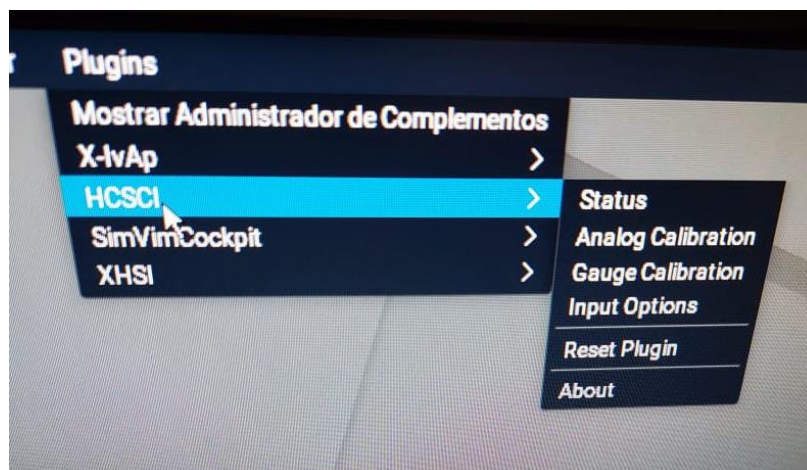 Plugins
Mostrar Administrador de Complementos
X-IvAp
HCSCI
SimVimCockpit
XHSI
Status
Analog Calibration
Gauge Calibration
Input Options
Reset Plugin
About